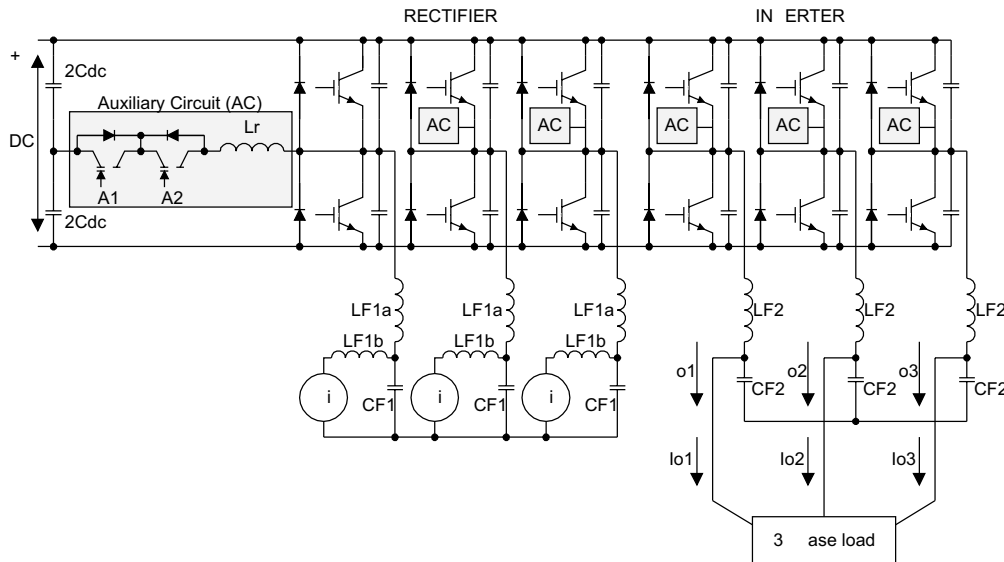 RECTIFIER
IN ERTER
+
2Cdc
Auxiliary Circuit (AC)
Lr
DC
AC
AC
AC
AC
AC
A1
A2
2Cdc
LF1a
LF1a
LF1a
LF2
LF2
LF2
LF1b
LF1b
LF1b
i
i
i
CF1
CF1
CF1
o1
o2
o3
CF2
CF2
CF2
Io1
Io2
Io3
3 ase load